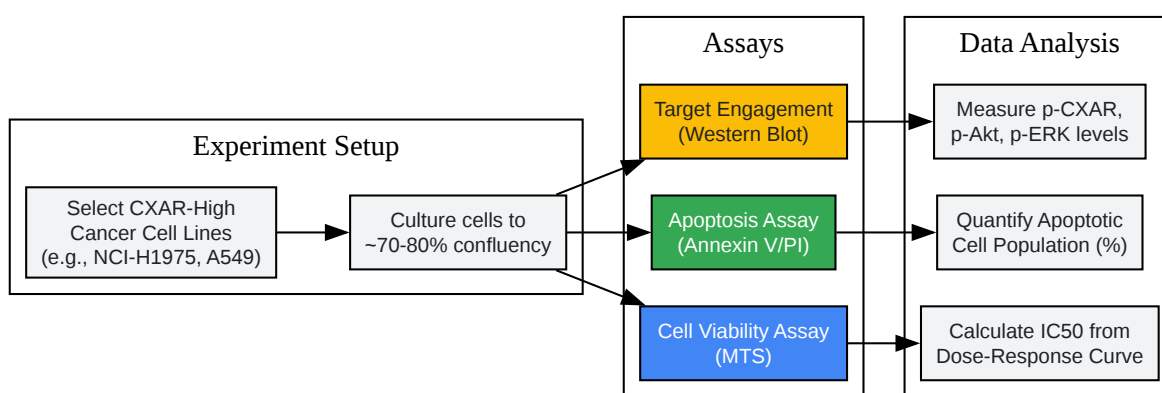 Experiment Setup
Select CXAR-High
Cancer Cell Lines
(e.g., NCI-H1975, A549)
Culture cells to
~70-80% confluency
Assays
Target Engagement
(Western Blot)
Apoptosis Assay
(Annexin V/PI)
Cell Viability Assay
(MTS)
Data Analysis
Measure p-CXAR,
p-Akt, p-ERK levels
Quantify Apoptotic
Cell Population (%)
Calculate IC50 from
Dose-Response Curve